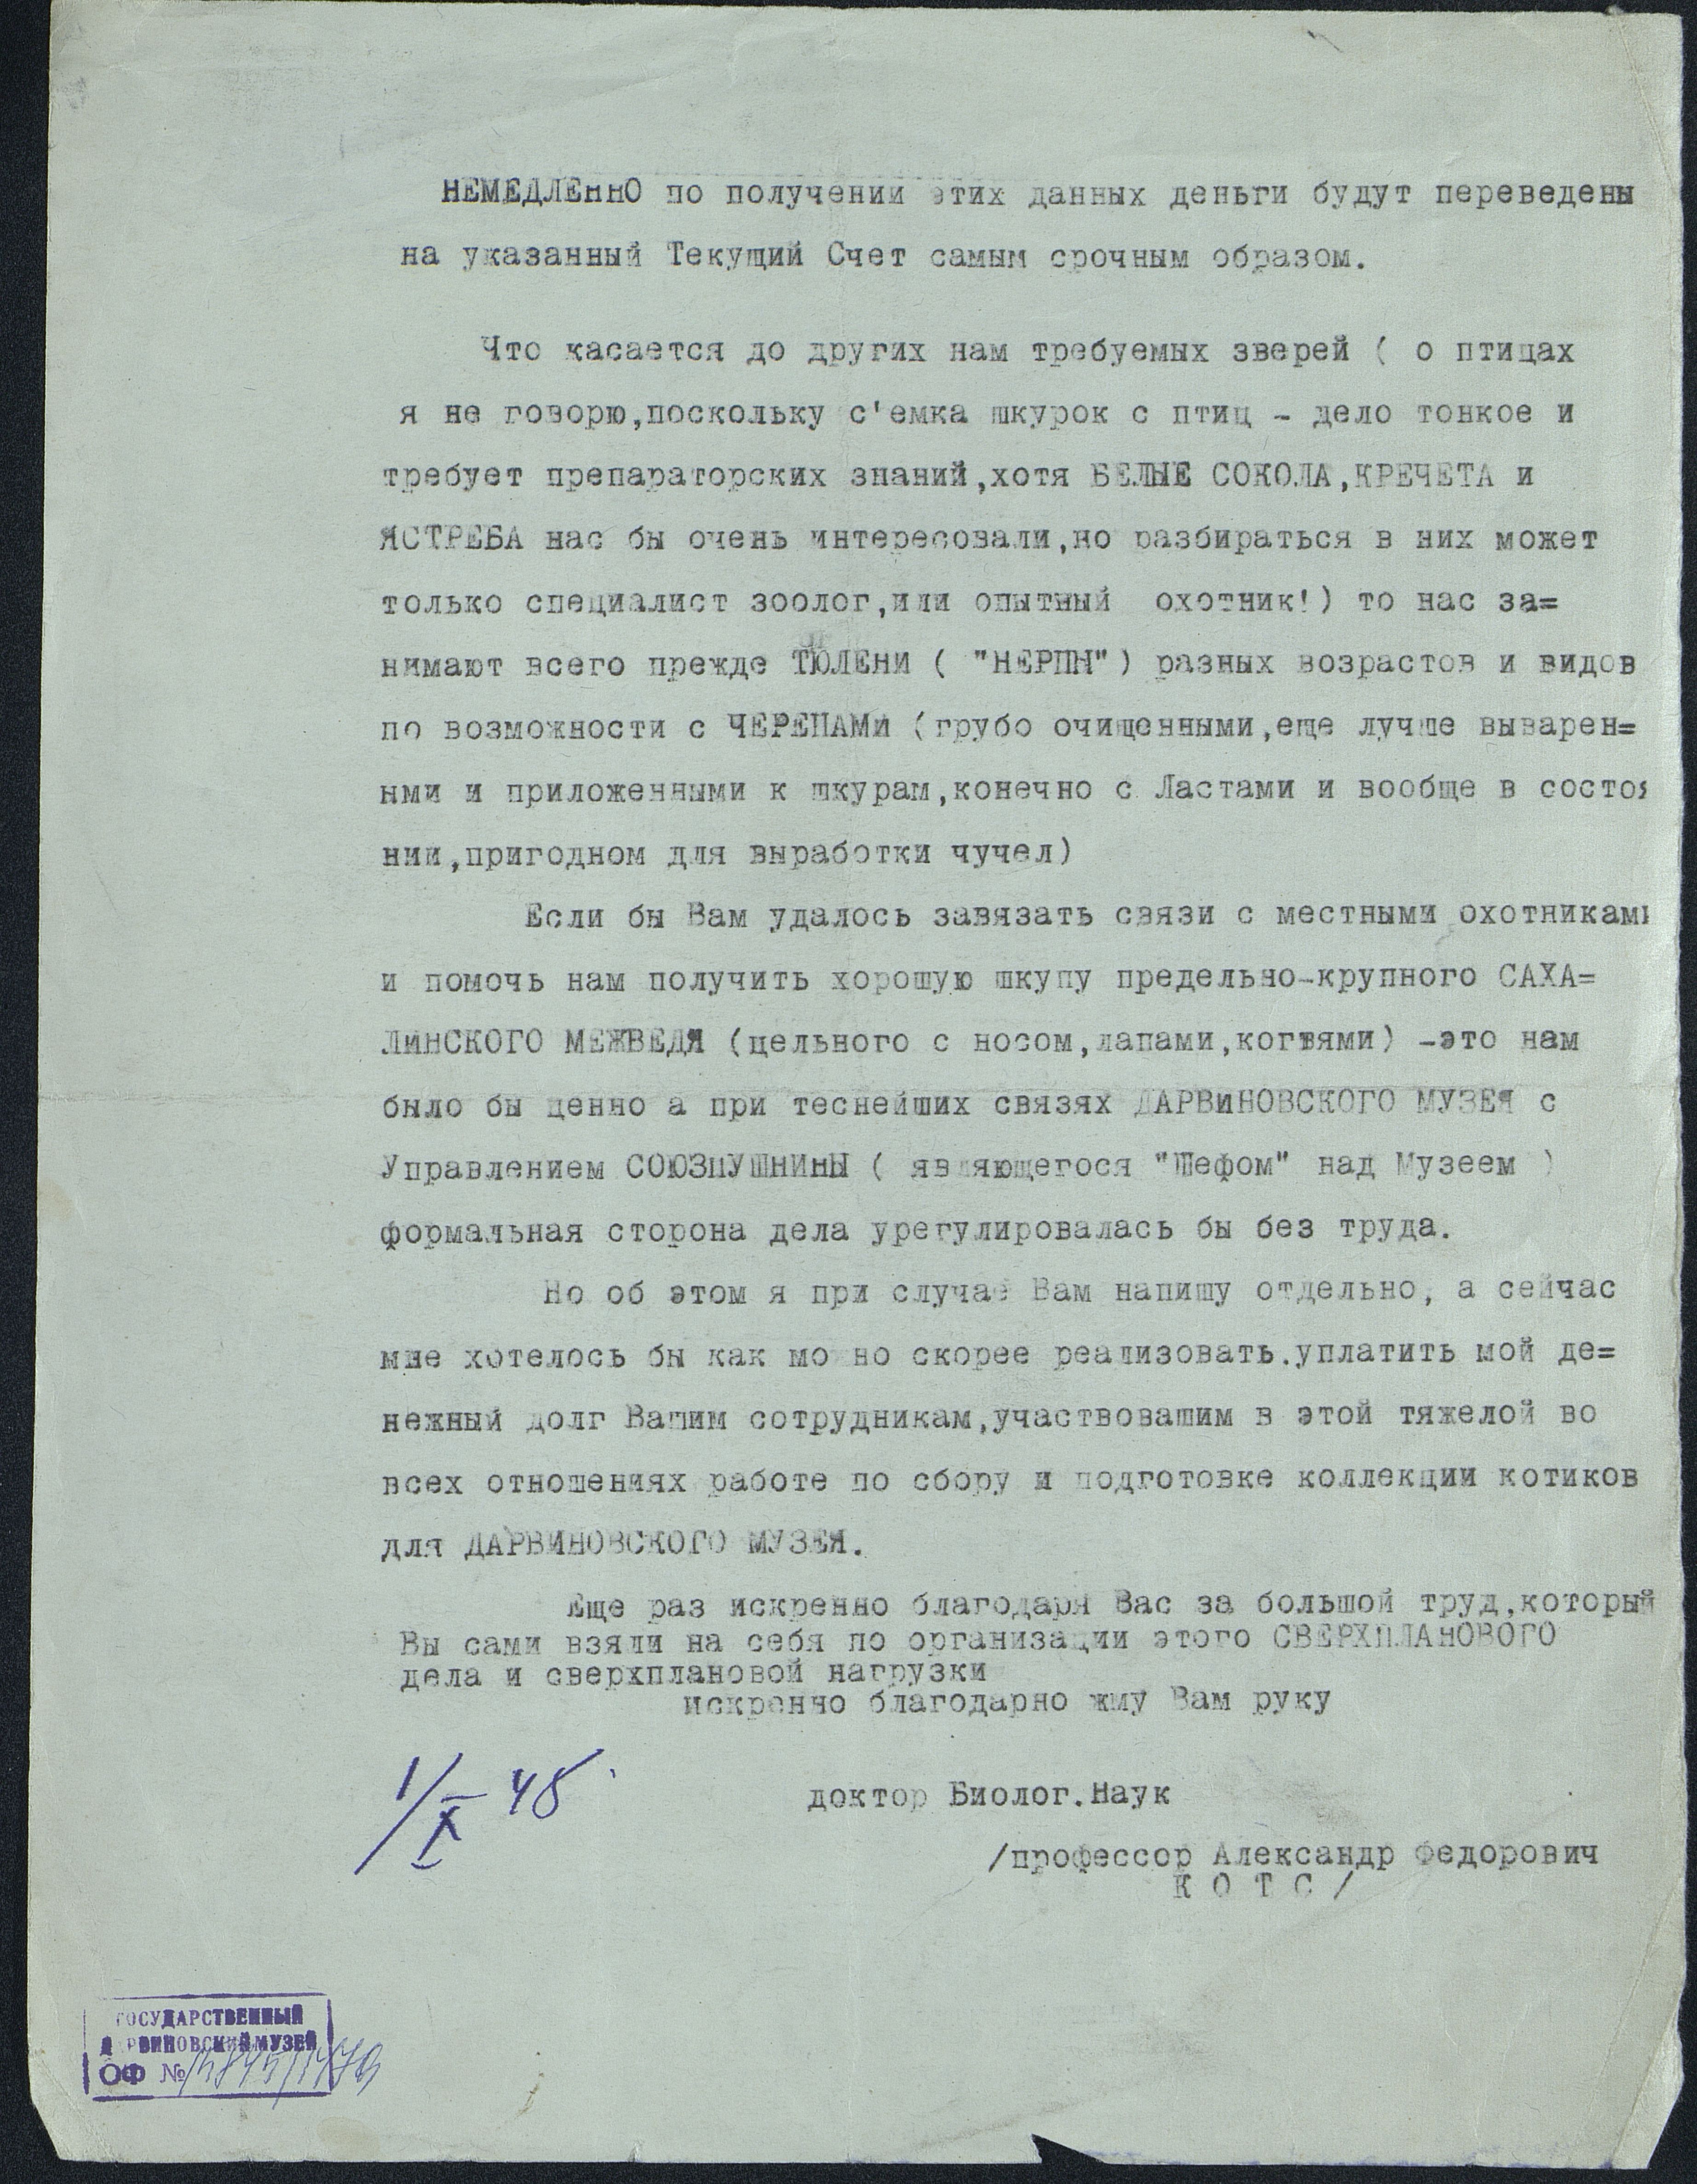 НЕМЕДЛЕННО по получении этих данных деньги будут переведены
на указанный Текущий Счет самым срочным образом.
Что касается до других нам требуемых зверей ( о птицах
я не говорю,поскольку с'емка шкурок с птиц - дело тонкое и
требует препараторских знаний,хотя БЕЛЫЕ СОКОЛА,КРЕЧЕТА и
ЯСТРЕБА нас бы очень интересовали,но разбираться в них может
только специалист зоолог,или опытный охотник!) то нас за=
нимают всего прежде ТЮЛЕНИ ( "НЕРПЫ") разных возрастов и видов
по возможности с ЧЕРЕПАМИ (грубо очищенными,еще лучше выварен=
ными и приложенными к шкурам,конечно с Ластами и вообще в состоя
нии,пригодном для выработки чучел)
Если бы Вам удалось завязать связи с местными охотниками
и помочь нам получить хорошую шкупу предельно-крупного САХА=
ЛИНСКОГО МЕЖВЕДЯ (цельного с носом,лапами,когтями) -это нам
было бы ценно а при теснейших связях ДАРВИНОВСКОГО МУЗЕЯ с
Управлением СОЮЗПУШНИНЫ ( являющегося "Шефом" над Музеем )
формальная сторона дела урегулировалась бы без труда.
Но об этом я при случае Вам напишу отдельно, а сейчас
мне хотелось бы как мо но скорее реализовать.уплатить мой де=
нежный долг Вашим сотрудникам,участвовашим в этой тяжелой во
всех отношениях работе по сбору и подготовке коллекции котиков
для ДАРВИНОВСКОГО МУЗЕЯ.
Еще раз искренно благодаря Вас за большой труд,который
Вы сами взяли на себя по организации этого СВЕРХПЛАНОВОГО
дела и сверхплановой нагрузки
искренно благодарно жму Вам руку
1/X 48
доктор Биолог.Наук
/профессор Александр Федорович
К О Т С /
ГОСУДАРСТВЕННЫЙ
ДАРВИНОВСКИЙ МУЗЕЙ
ОФ №